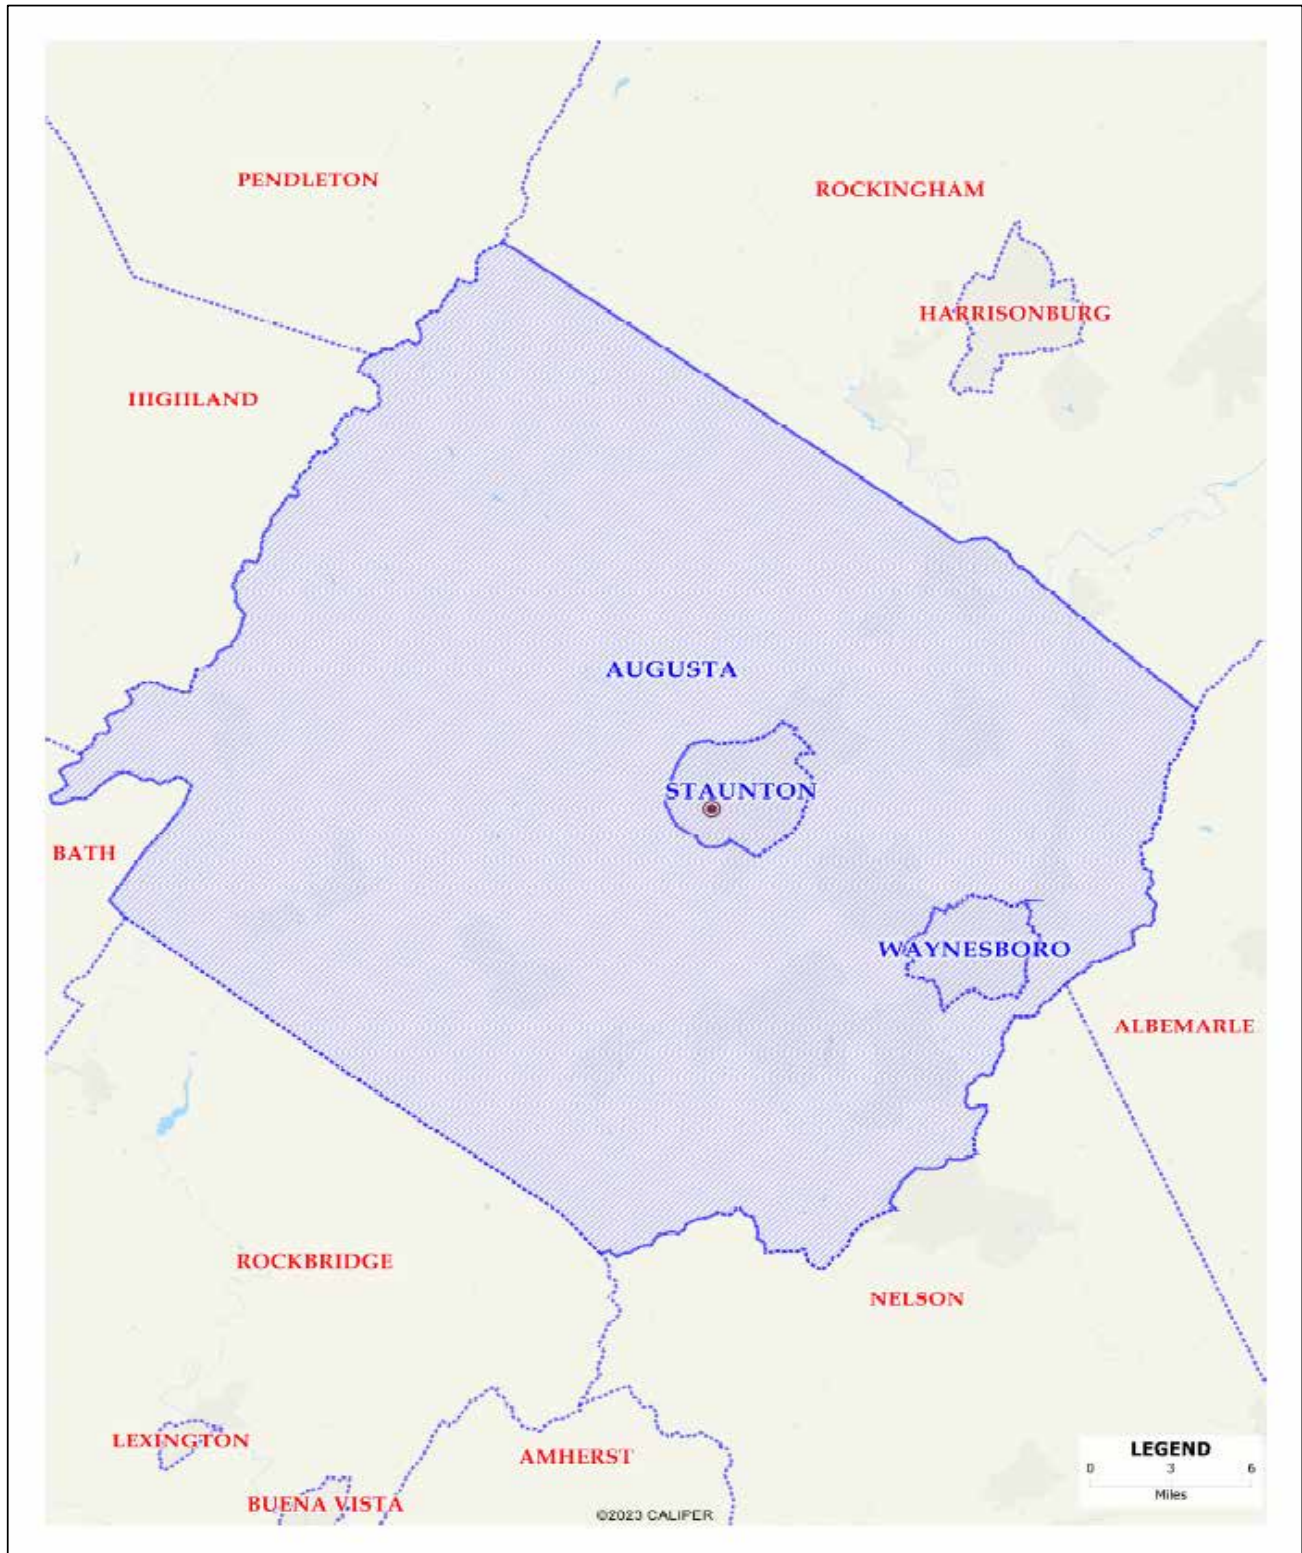 PENDLETON
ROCKINGHAM
HARRISONBURG
HIGHLAND
AUGUSTA
STAUNTON
BATH
WAYNESBORO
ALBEMARLE
ROCKBRIDGE
NELSON
LEXINGTON
AMHERST
BUENA VISTA
LEGEND
0 3 6
Miles
©2023 CALIPER